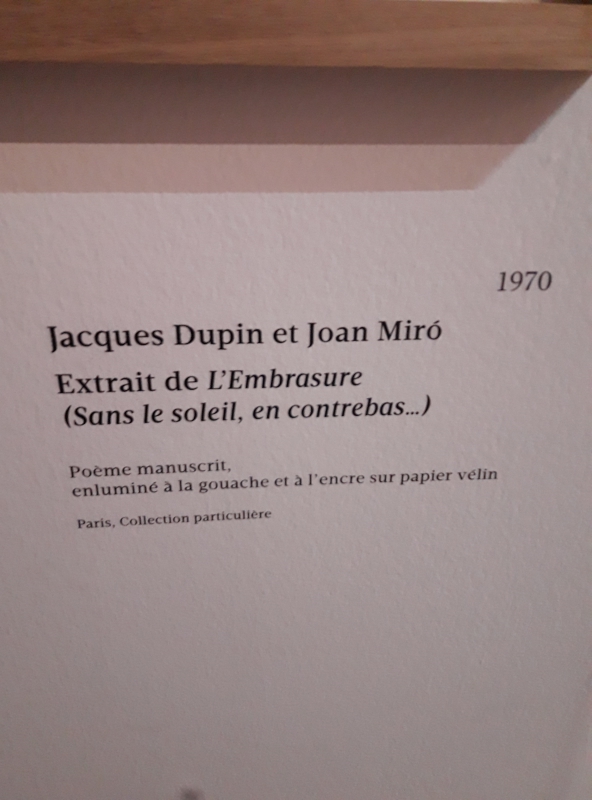 1970
Jacques Dupin et Joan Miró
Extrait de L'Embrasure
(Sans le soleil, en contrebas...)
Poème manuscrit,
enluminé à la gouache et à l'encre sur papier vélin
Paris, Collection particulière